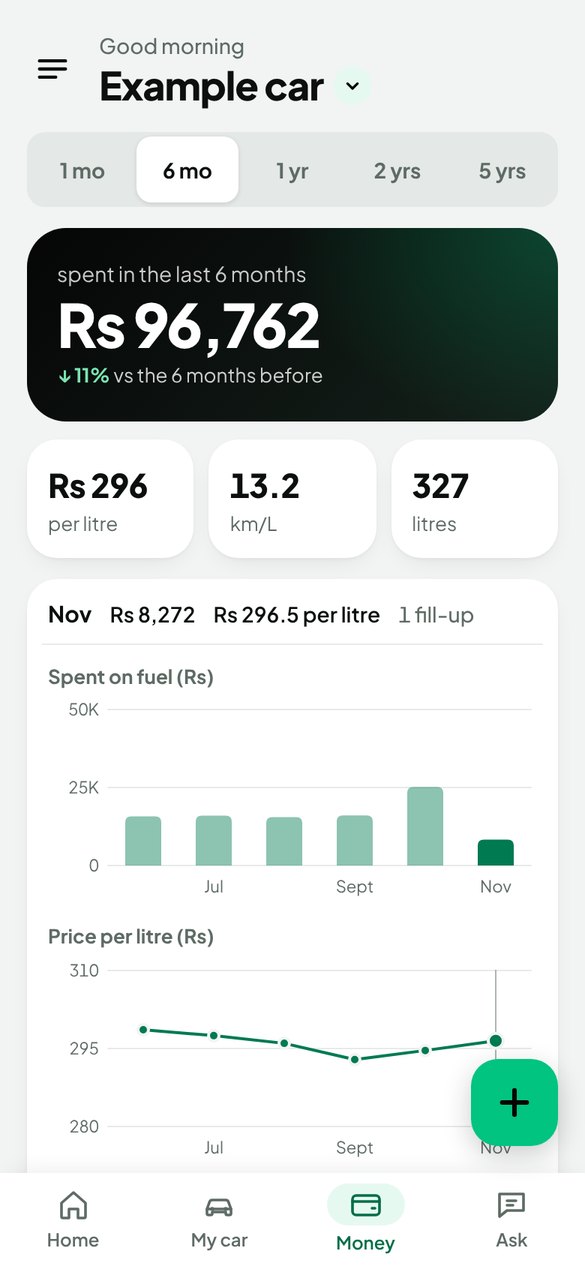 Good morning
Example car
1 mo 6 mo 1 yr 2 yrs 5 yrs
spent in the last 6 months
Rs 96,762
↓ 11% vs the 6 months before
Rs 296 13.2 327
per litre km/L litres
Nov Rs 8,272 Rs 296.5 per litre 1 fill-up
Spent on fuel (Rs)
50K
25K
0
Jul Sept Nov
Price per litre (Rs)
310
295
280
Jul Sept Nov
Home My car Money Ask